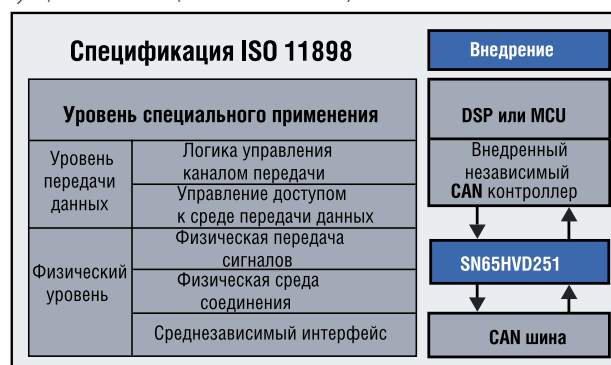 Спецификация ISO 11898
Внедрение
Уровень специального применения
DSP или MCU
Уровень
передачи
данных
Логика управления
каналом передачи
Управление доступом
к среде передачи данных
Внедренный
независимый
CAN контроллер
Физический
уровень
Физическая передача
сигналов
Физическая среда
соединения
Среднезависимый интерфейс
SN65HVD251
CAN шина